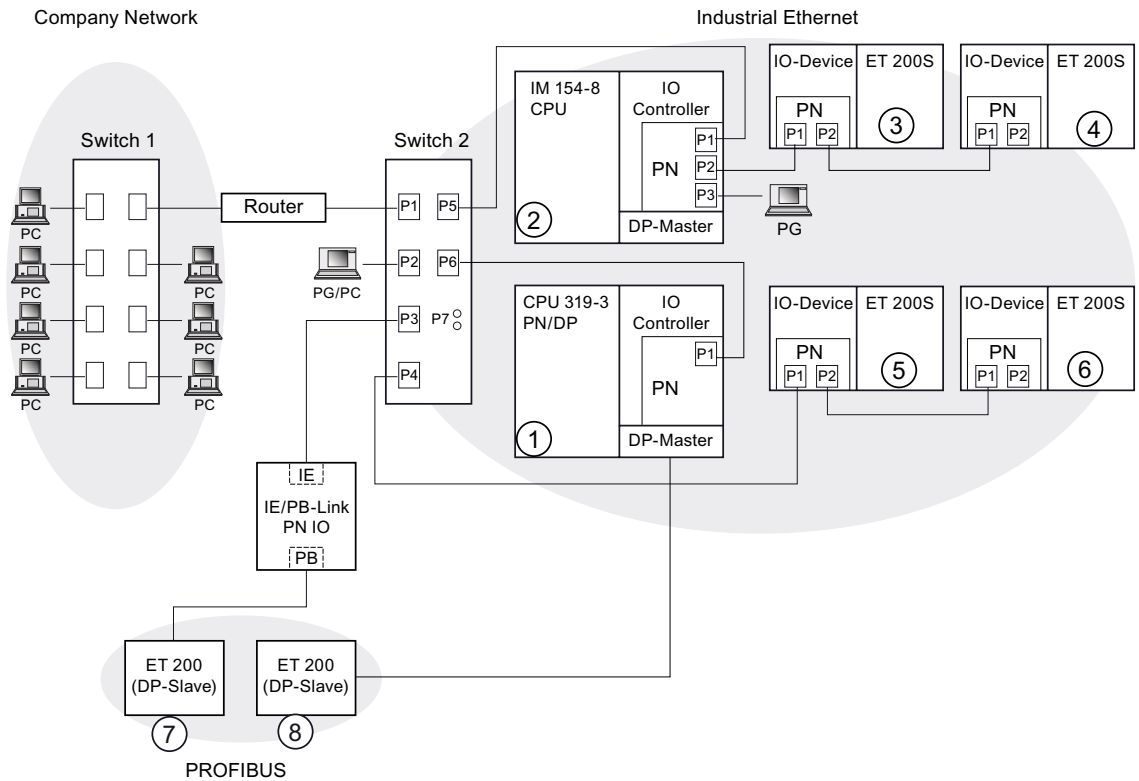 Company Network
Industrial Ethernet
Switch 1
PC
PC
PC
PC
PC
PC
PC
Router
Switch 2
P1
P5
P2
P6
P3
P7
P4
PG/PC
IM 154-8
CPU
IO
Controller
P1
PN
P2
P3
DP-Master
2
PG
IO-Device
ET 200S
PN
P1
P2
3
IO-Device
ET 200S
PN
P1
P2
4
CPU 319-3
PN/DP
IO
Controller
P1
PN
DP-Master
1
IO-Device
ET 200S
PN
P1
P2
5
IO-Device
ET 200S
PN
P1
P2
6
IE
IE/PB-Link
PN IO
PB
ET 200
(DP-Slave)
7
ET 200
(DP-Slave)
8
PROFIBUS